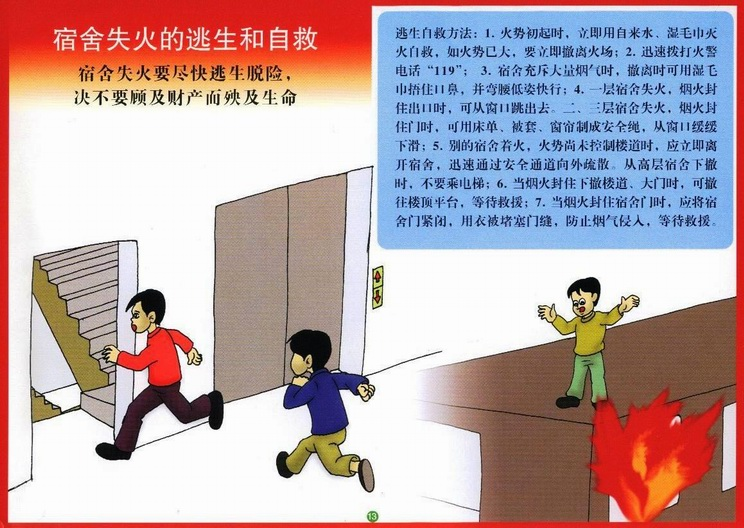 宿舍失火的逃生和自救
宿舍失火要尽快逃生脱险，
决不要顾及财产而殃及生命
逃生自救方法：1. 火势初起时，立即用自来水、湿毛巾灭
火自救，如火势已大，要立即撤离火场；2. 迅速拨打火警
电话“119”； 3. 宿舍充斥大量烟气时，撤离时可用湿毛
巾捂住口鼻，并弯腰低姿快行；4. 一层宿舍失火，烟火封
住出口时，可从窗口跳出去。二、三层宿舍失火，烟火封
住门时，可用床单、被套、窗帘制成安全绳，从窗口缓缓
下滑；5. 别的宿舍着火，火势尚未控制楼道时，应立即离
开宿舍，迅速通过安全通道向外疏散。从高层宿舍下撤
时，不要乘电梯；6. 当烟火封住下撤楼道、大门时，可撤
往楼顶平台，等待救援；7. 当烟火封住宿舍门时，应将宿
舍门紧闭，用衣被堵塞门缝，防止烟气侵入，等待救援。
13